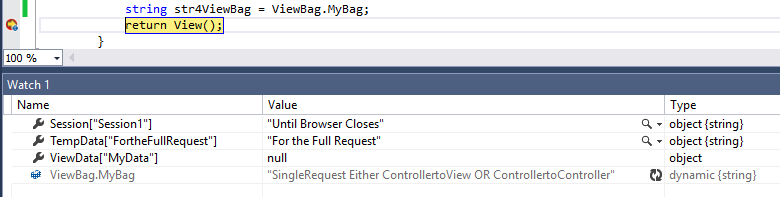 string str4ViewBag = ViewBag.MyBag;
return View();
}
100 %
Watch 1
Name Value Type
Session["Session1"] "Until Browser Closes" object {string}
TempData["FortheFullRequest"] "For the Full Request" object {string}
ViewData["MyData"] null object
ViewBag.MyBag "SingleRequest Either ControllertoView OR ControllertoController" dynamic {string}